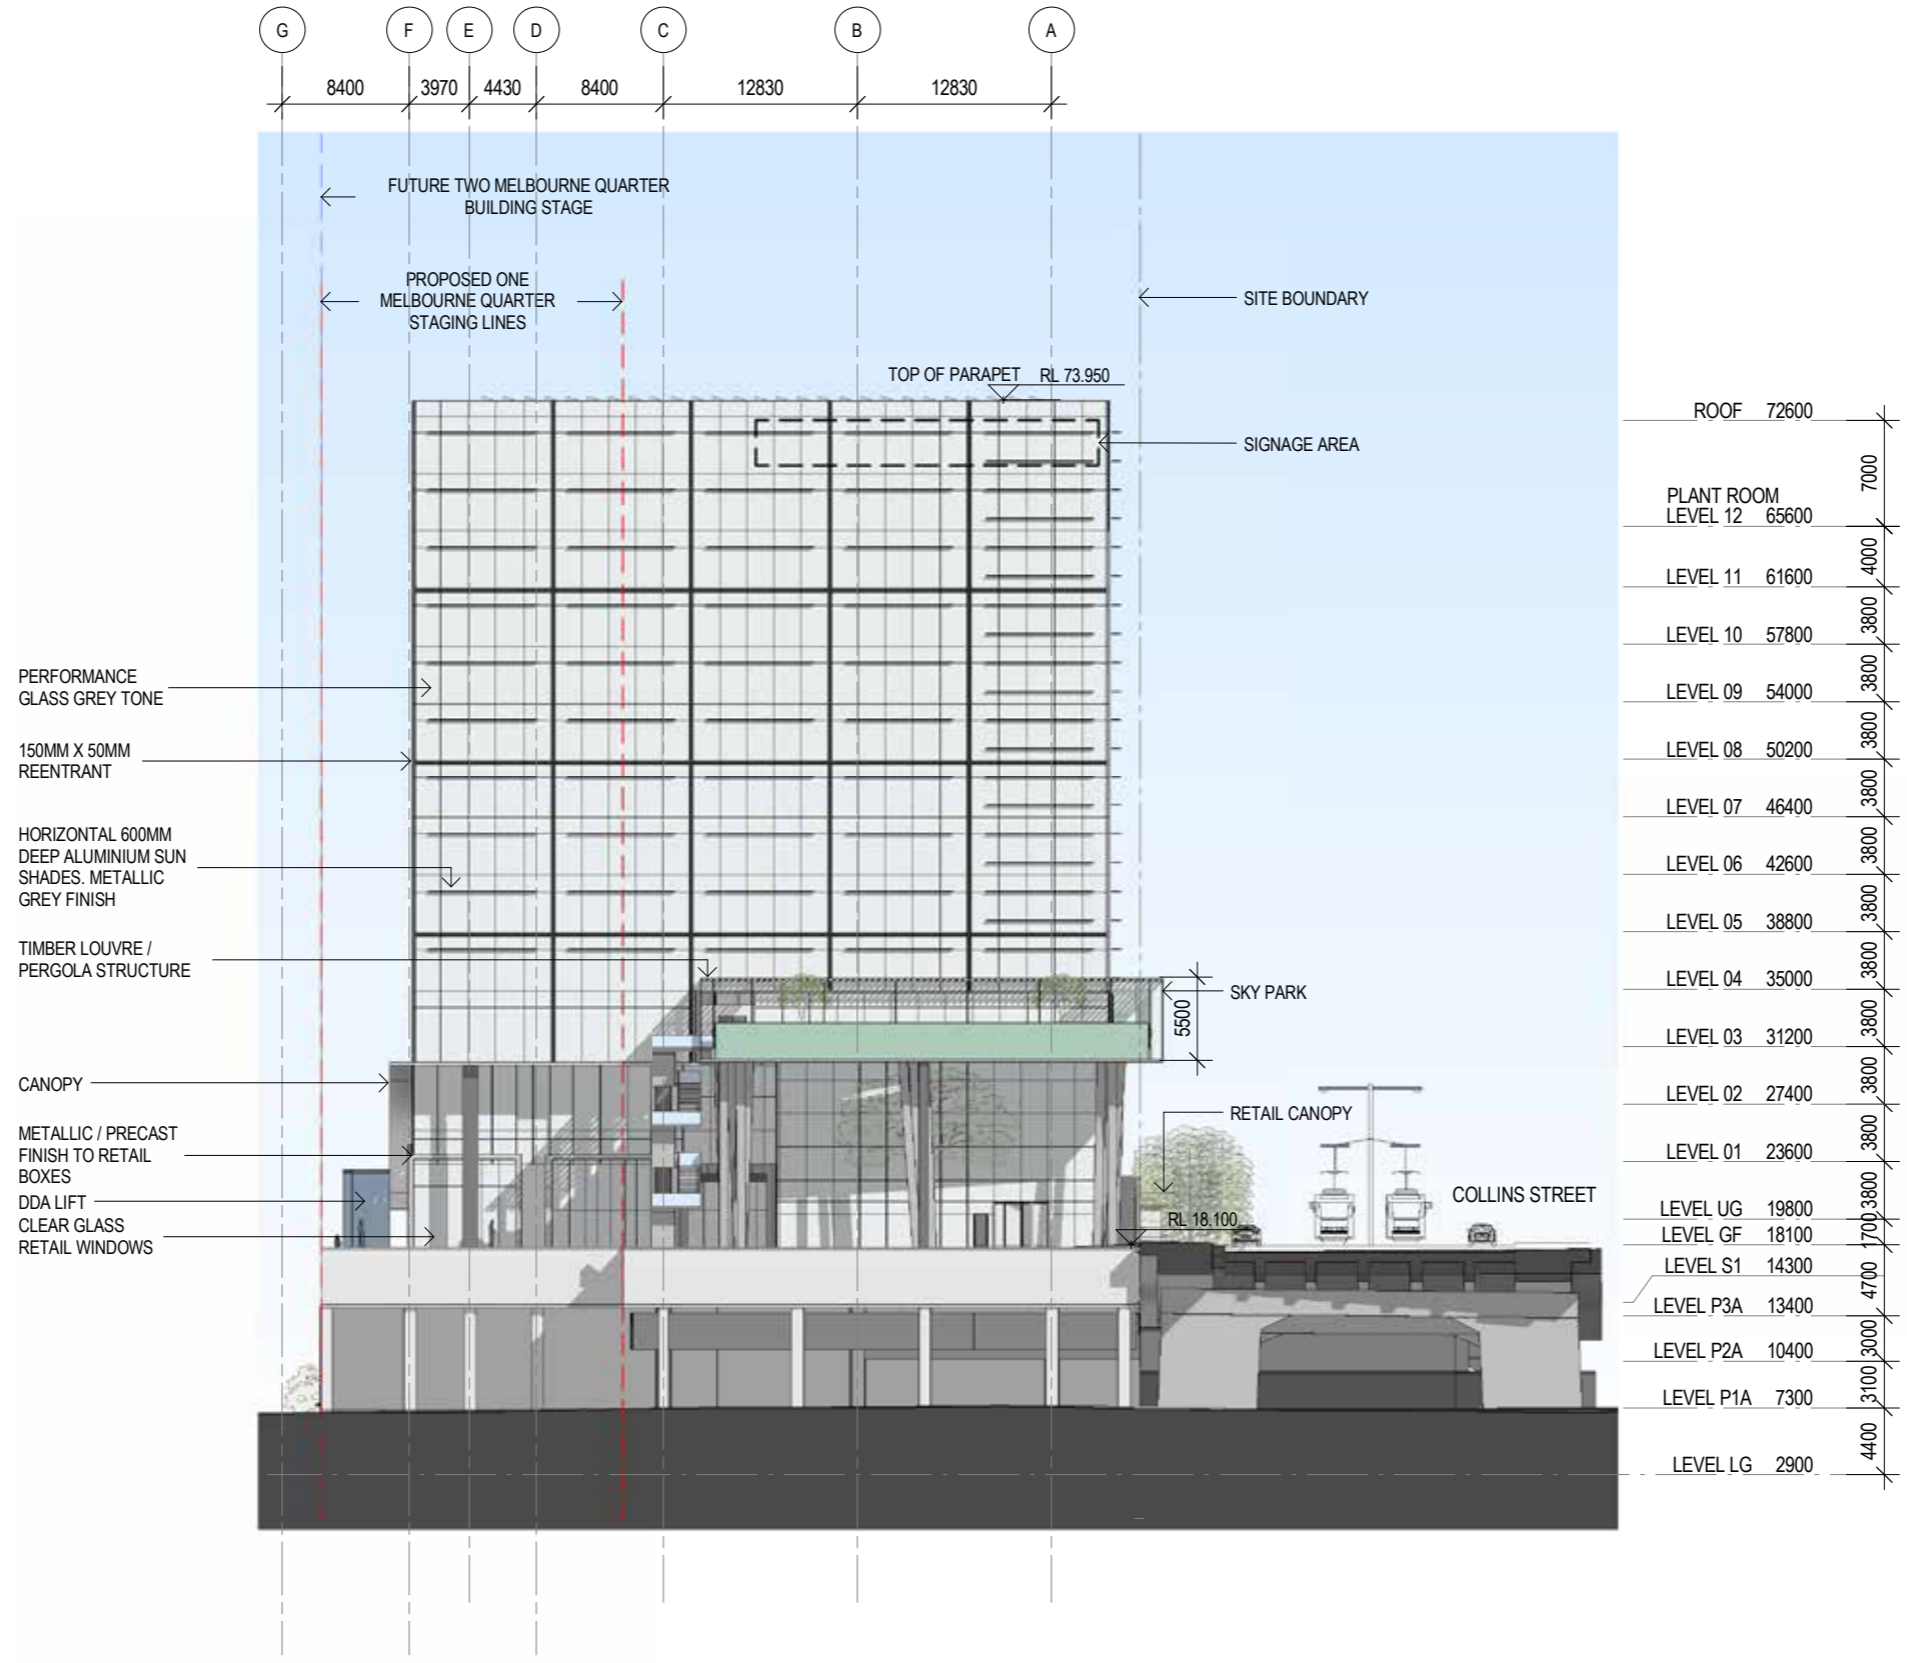 G F E D C B A
8400 3970 4430 8400 12830 12830
FUTURE TWO MELBOURNE QUARTER
BUILDING STAGE
PROPOSED ONE
MELBOURNE QUARTER
STAGING LINES
SITE BOUNDARY
TOP OF PARAPET RL 73.950
SIGNAGE AREA
PERFORMANCE
GLASS GREY TONE
150MM X 50MM
REENTRANT
HORIZONTAL 600MM
DEEP ALUMINIUM SUN
SHADES. METALLIC
GREY FINISH
TIMBER LOUVRE /
PERGOLA STRUCTURE
SKY PARK
5500
CANOPY
RETAIL CANOPY
METALLIC / PRECAST
FINISH TO RETAIL
BOXES
DDA LIFT
CLEAR GLASS
RETAIL WINDOWS
RL 18.100
COLLINS STREET
ROOF 72600
7000
PLANT ROOM
LEVEL 12 65600
4000
LEVEL 11 61600
3800
LEVEL 10 57800
3800
LEVEL 09 54000
3800
LEVEL 08 50200
3800
LEVEL 07 46400
3800
LEVEL 06 42600
3800
LEVEL 05 38800
3800
LEVEL 04 35000
3800
LEVEL 03 31200
3800
LEVEL 02 27400
3800
LEVEL 01 23600
3800
LEVEL UG 19800
1700
LEVEL GF 18100
LEVEL S1 14300
4700
LEVEL P3A 13400
3000
LEVEL P2A 10400
3100
LEVEL P1A 7300
4400
LEVEL LG 2900